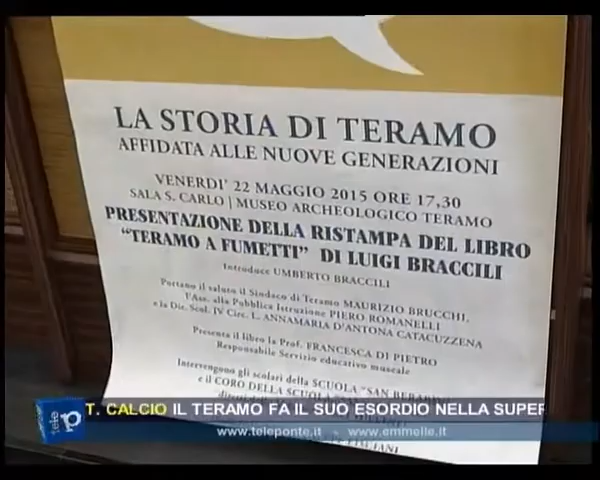 LA STORIA DI TERAMO
AFFIDATA ALLE NUOVE GENERAZIONI
VENERDI' 22 MAGGIO 2015 ORE 17,30
SALA S. CARLO | MUSEO ARCHEOLOGICO TERAMO
PRESENTAZIONE DELLA RISTAMPA DEL LIBRO
"TERAMO A FUMETTI" DI LUIGI BRACCILI
Introduce UMBERTO BRACCILI
Portano il saluto il Sindaco di Teramo MAURIZIO BRUCCHI,
l'Ass. alla Pubblica Istruzione PIERO ROMANELLI
e la Dir. Scol. IV Circ. L. ANNAMARIA D'ANTONA CATACUZZENA
Presenta il libro la Prof. FRANCESCA DI PIETRO
Responsabile Servizio educativo museale
Intervengono gli scolari della SCUOLA "SAN
e il CORO DELLA SCUOLA
T. CALCIO IL TERAMO FA IL SUO ESORDIO NELLA SUPER
tele p
www.teleponte.it - www.emmelle.it